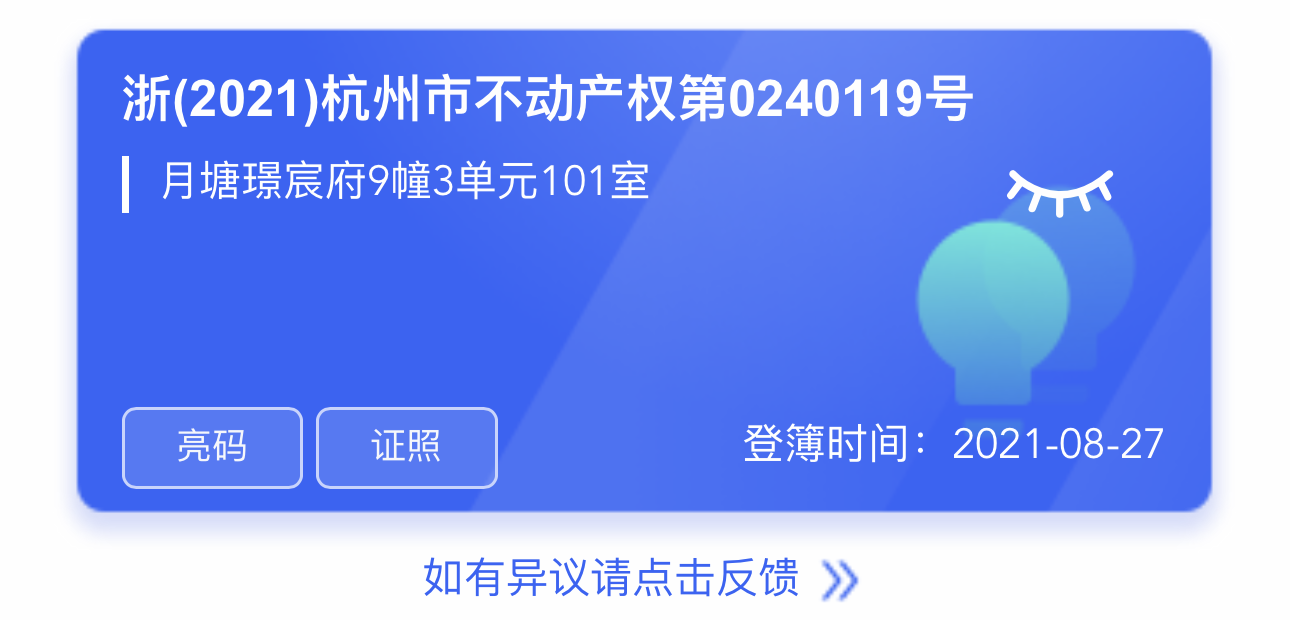 浙(2021)杭州市不动产权第0240119号
月塘璟宸府9幢3单元101室
亮码 证照 登簿时间：2021-08-27
如有异议请点击反馈